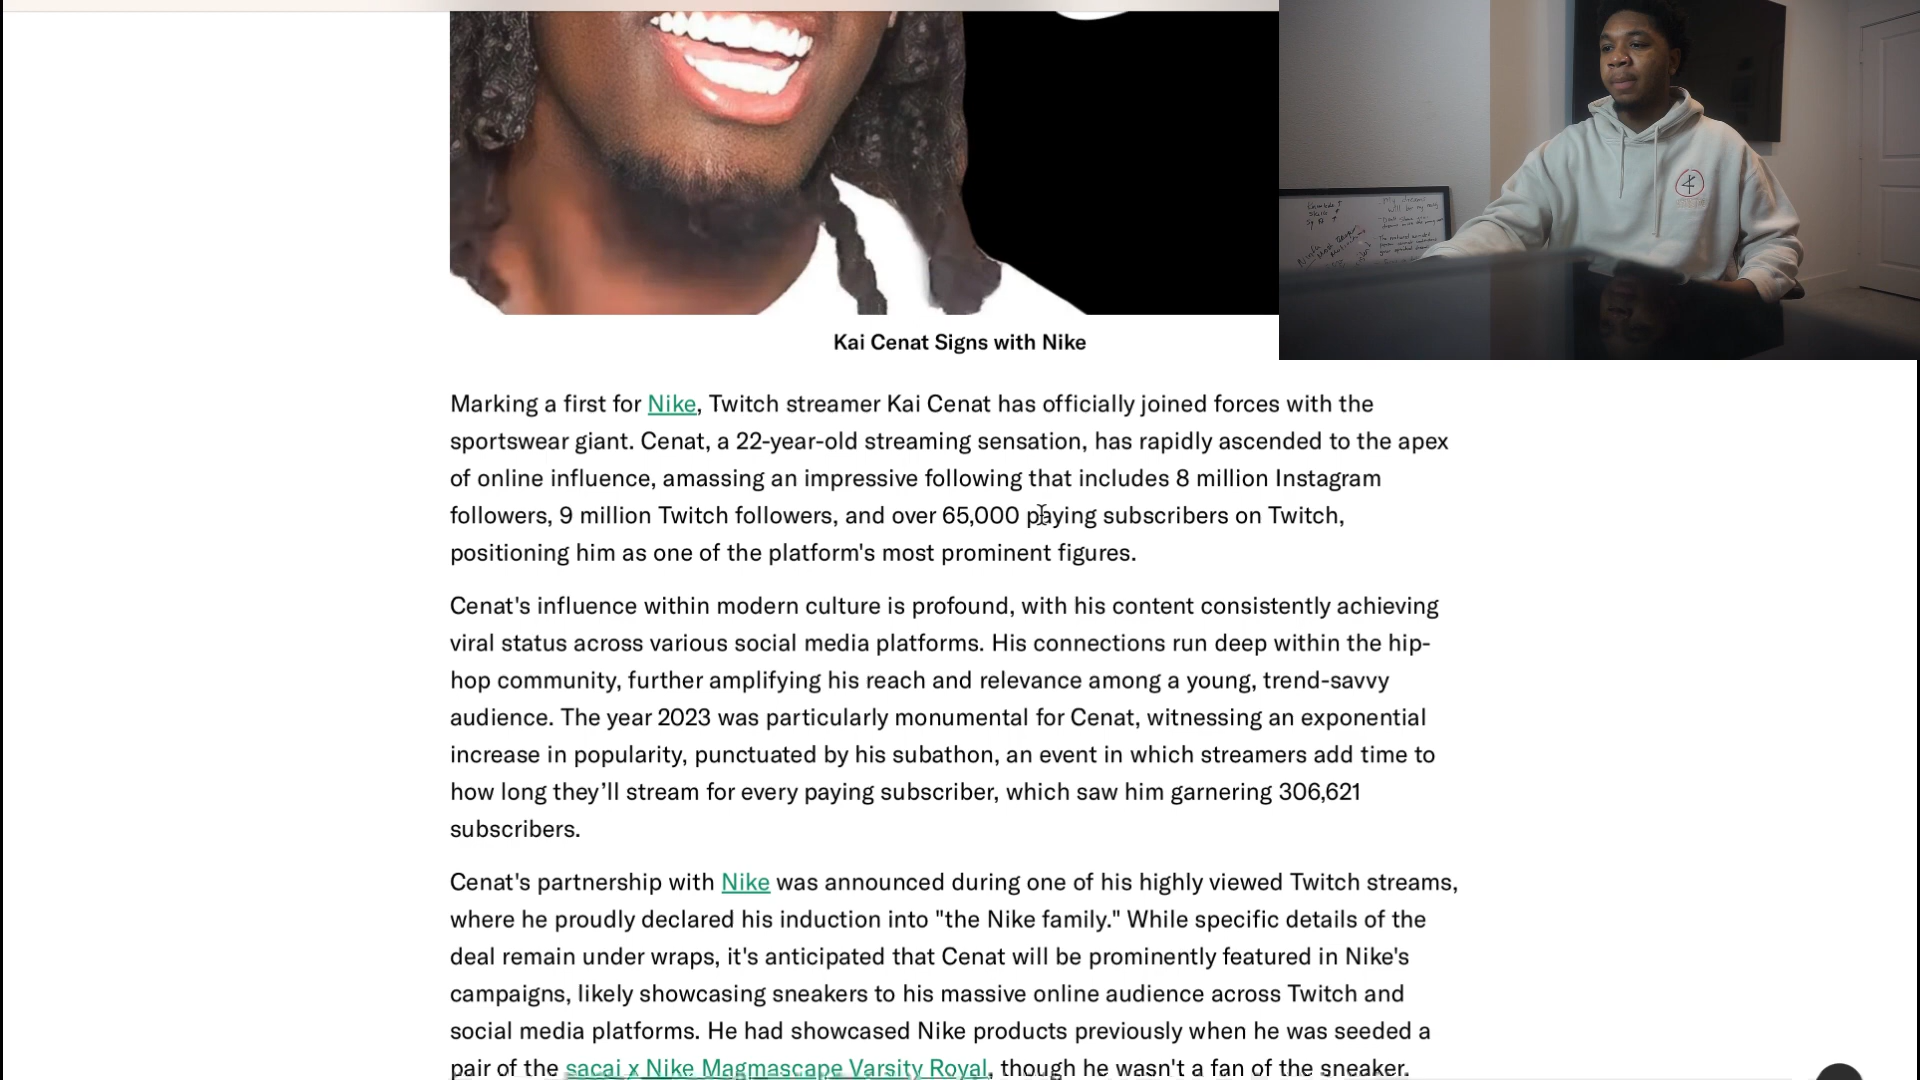 Kai Cenat Signs with Nike
Marking a first for Nike, Twitch streamer Kai Cenat has officially joined forces with the
sportswear giant. Cenat, a 22-year-old streaming sensation, has rapidly ascended to the apex
of online influence, amassing an impressive following that includes 8 million Instagram
followers, 9 million Twitch followers, and over 65,000 paying subscribers on Twitch,
positioning him as one of the platform's most prominent figures.
Cenat's influence within modern culture is profound, with his content consistently achieving
viral status across various social media platforms. His connections run deep within the hip-
hop community, further amplifying his reach and relevance among a young, trend-savvy
audience. The year 2023 was particularly monumental for Cenat, witnessing an exponential
increase in popularity, punctuated by his subathon, an event in which streamers add time to
how long they’ll stream for every paying subscriber, which saw him garnering 306,621
subscribers.
Cenat's partnership with Nike was announced during one of his highly viewed Twitch streams,
where he proudly declared his induction into "the Nike family." While specific details of the
deal remain under wraps, it's anticipated that Cenat will be prominently featured in Nike's
campaigns, likely showcasing sneakers to his massive online audience across Twitch and
social media platforms. He had showcased Nike products previously when he was seeded a
pair of the sacai x Nike Magmascape Varsity Royal, though he wasn't a fan of the sneaker.